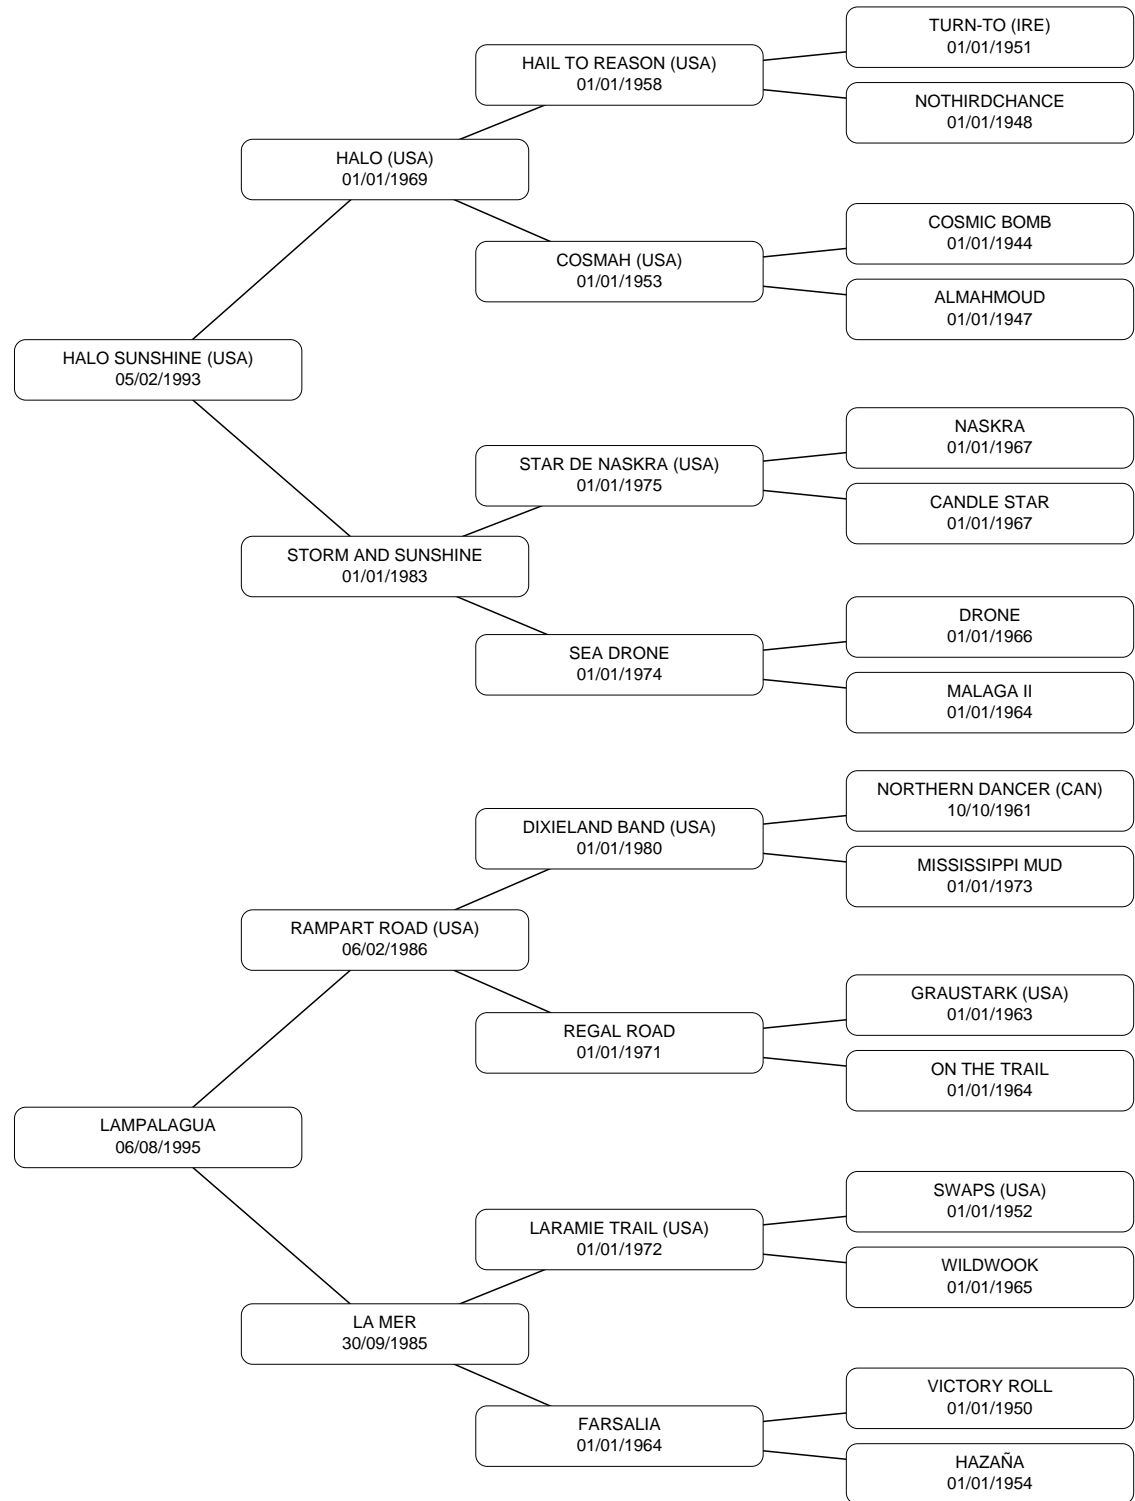 TURN-TO (IRE)
01/01/1951
HAIL TO REASON (USA)
01/01/1958
NOTHIRDCHANCE
01/01/1948
HALO (USA)
01/01/1969
COSMIC BOMB
01/01/1944
COSMAH (USA)
01/01/1953
ALMAHMOUD
01/01/1947
HALO SUNSHINE (USA)
05/02/1993
NASKRA
01/01/1967
STAR DE NASKRA (USA)
01/01/1975
CANDLE STAR
01/01/1967
STORM AND SUNSHINE
01/01/1983
DRONE
01/01/1966
SEA DRONE
01/01/1974
MALAGA II
01/01/1964
NORTHERN DANCER (CAN)
10/10/1961
DIXIELAND BAND (USA)
01/01/1980
MISSISSIPPI MUD
01/01/1973
RAMPART ROAD (USA)
06/02/1986
GRAUSTARK (USA)
01/01/1963
REGAL ROAD
01/01/1971
ON THE TRAIL
01/01/1964
LAMPALAGUA
06/08/1995
SWAPS (USA)
01/01/1952
LARAMIE TRAIL (USA)
01/01/1972
WILDWOOK
01/01/1965
LA MER
30/09/1985
VICTORY ROLL
01/01/1950
FARSALIA
01/01/1964
HAZAÑA
01/01/1954